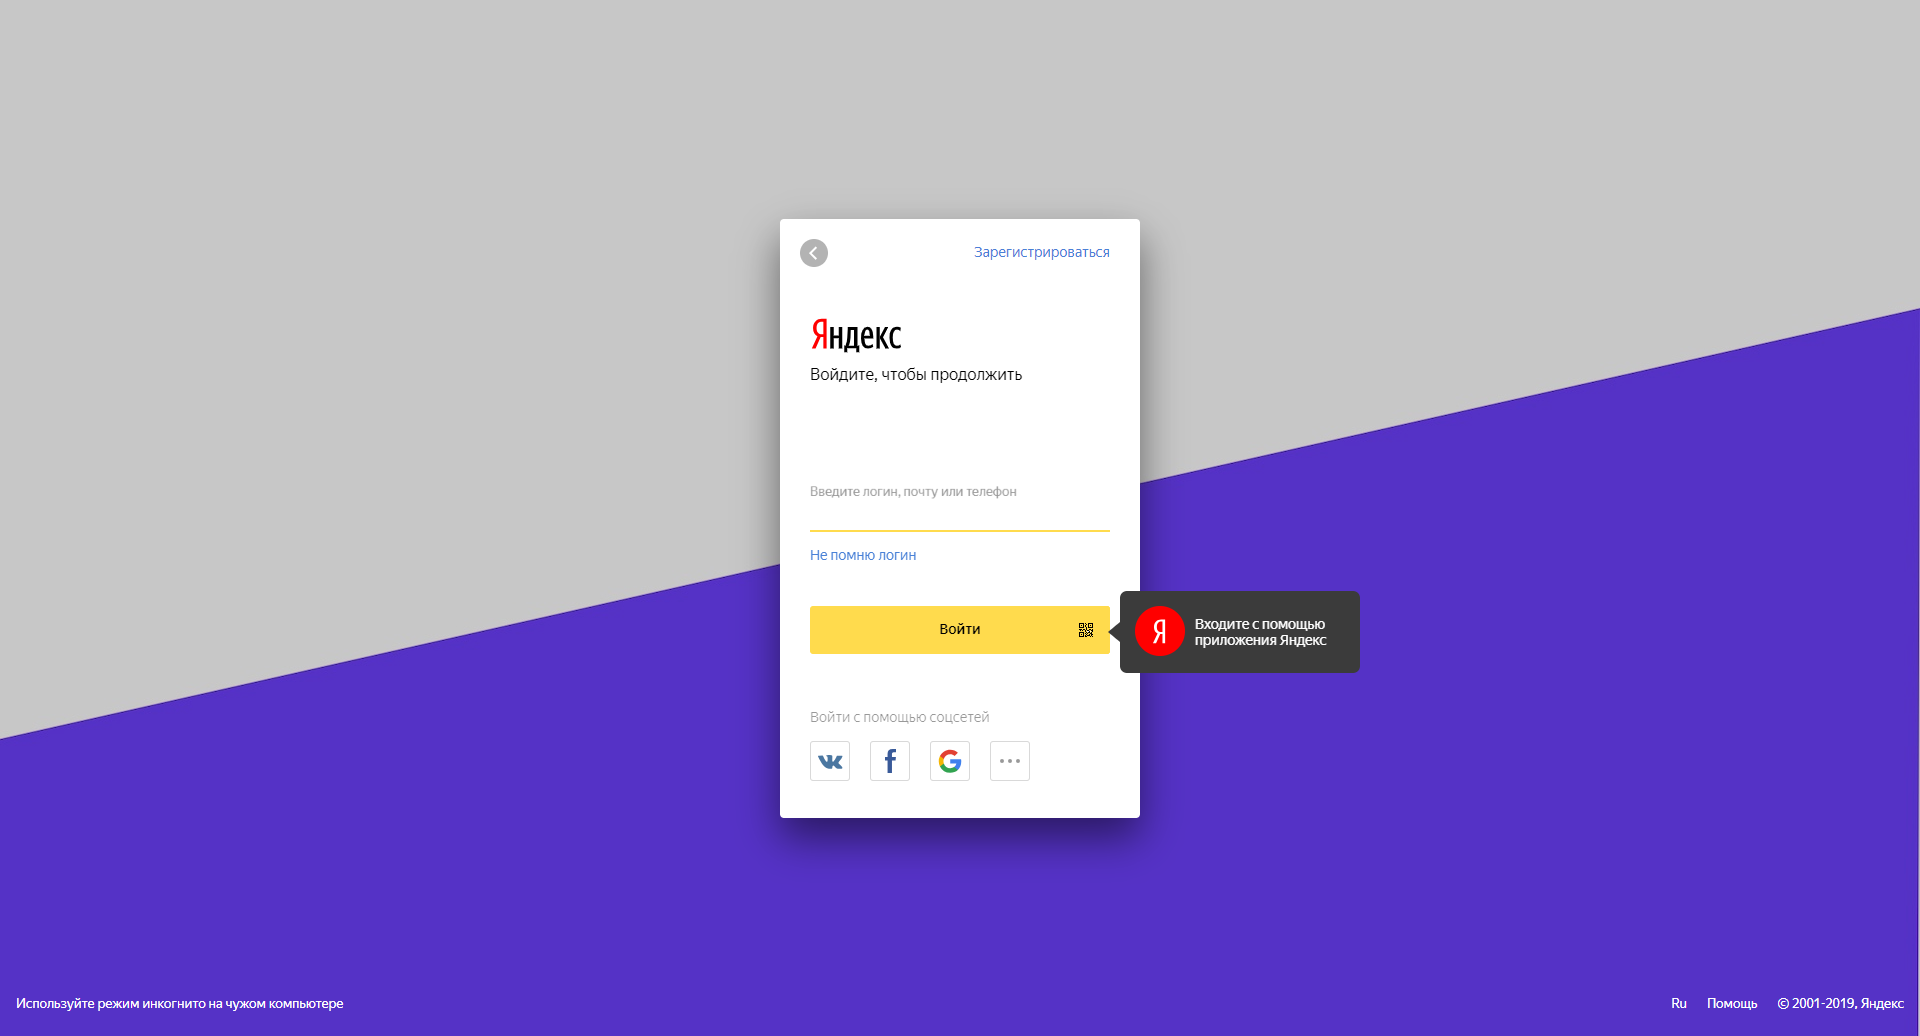 Зарегистрироваться
Яндекс
Войдите, чтобы продолжить
Введите логин, почту или телефон
Не помню логин
Войти
Я
Входите с помощью
приложения Яндекс
Войти с помощью соцсетей
Используйте режим инкогнито на чужом компьютере
Ru Помощь © 2001-2019, Яндекс